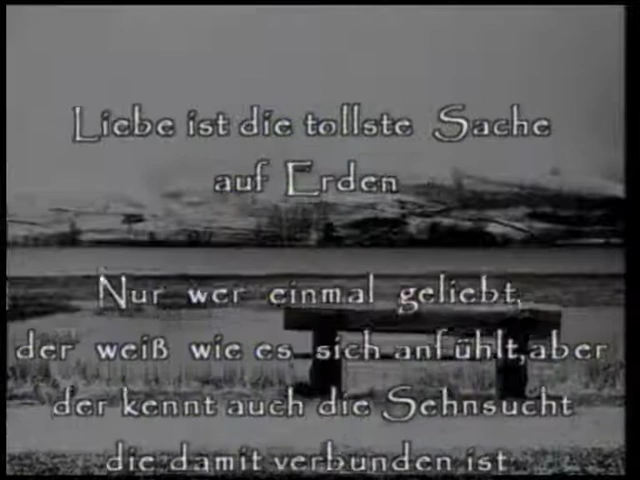 Liebe ist die tollste Sache
auf Erden
Nur wer einmal geliebt,
der weiß wie es sich anfühlt,aber
der kennt auch die Sehnsucht
die damit verbunden ist